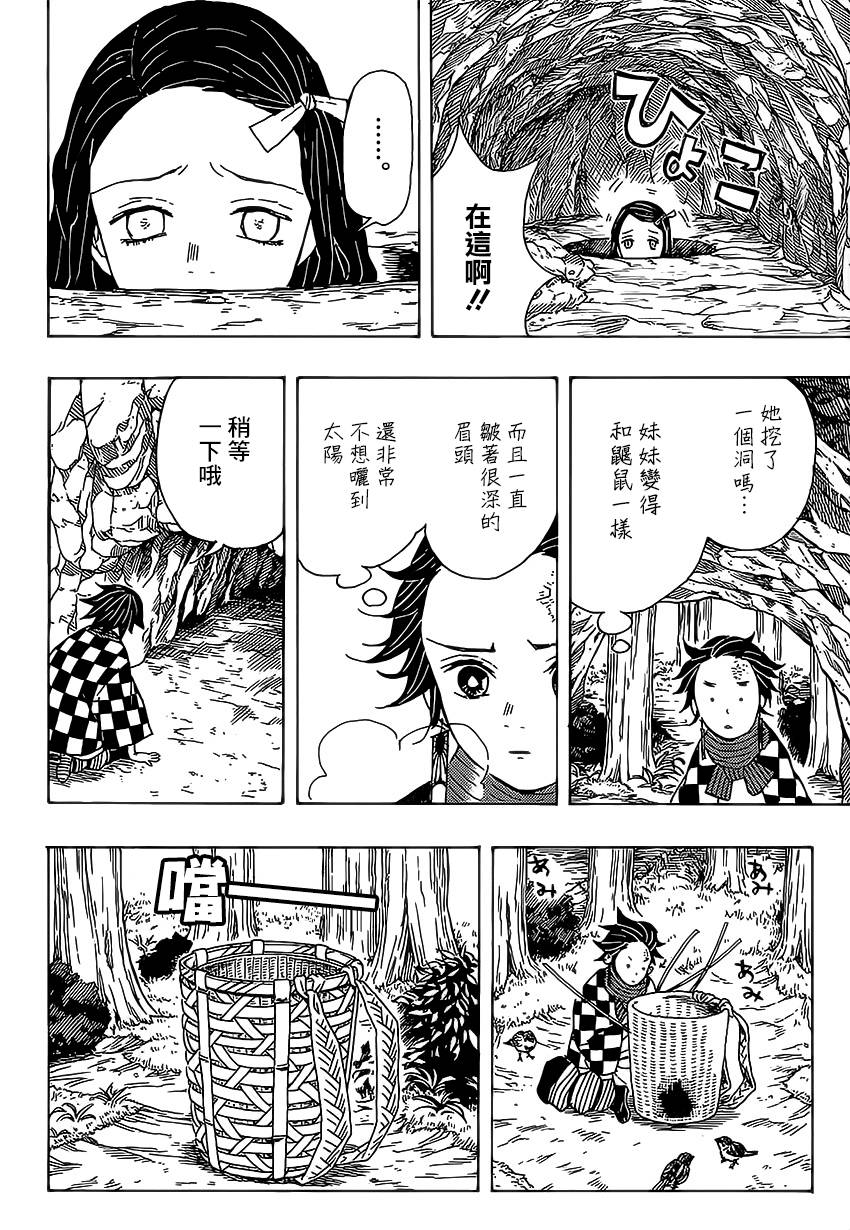 ひょこ
在這啊!!
……。
她挖了
一個洞嗎…
妹妹變得
和鼴鼠一樣
而且一直
皺著很深的
眉頭
還非常
不想曬到
太陽
稍等
一下哦
あみ
あみ
あみ
噹——